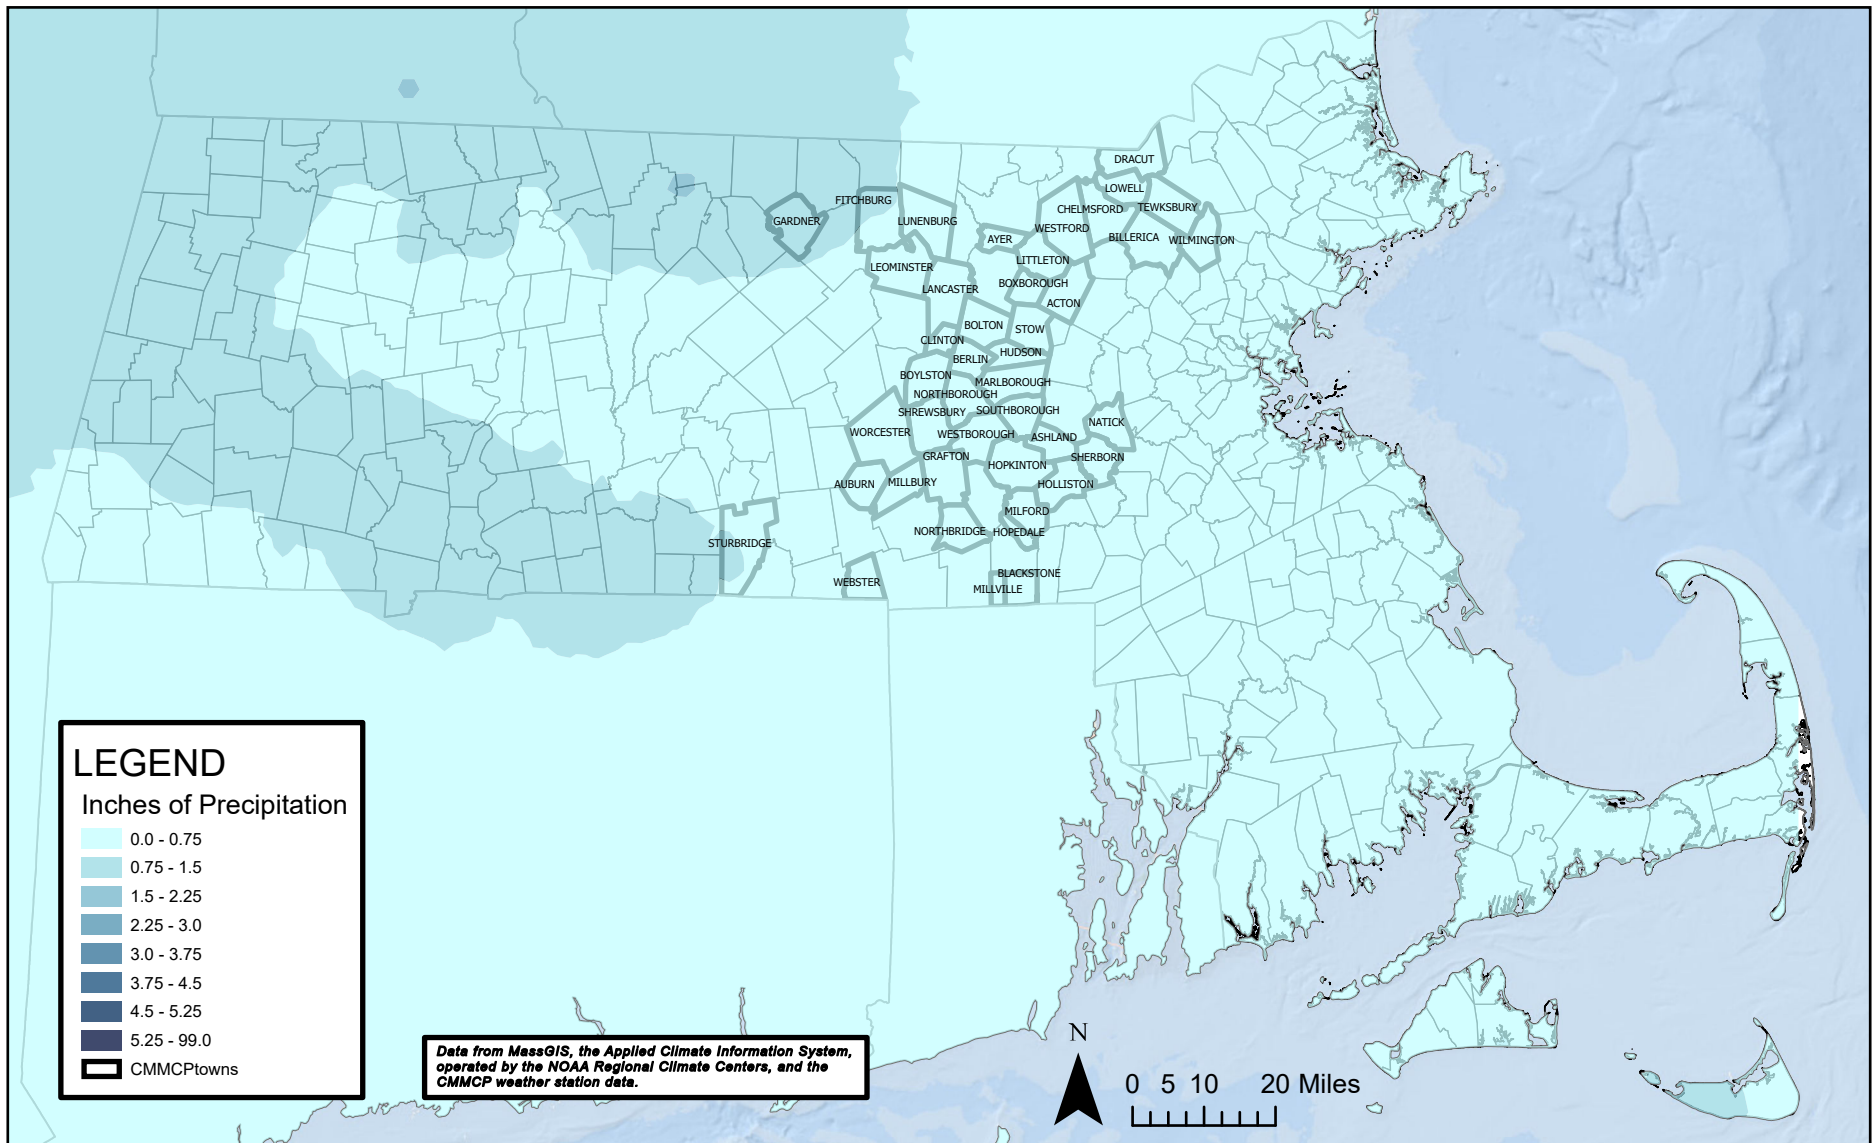 DRACUT
LOWELL
FITCHBURG
CHELMSFORD
TEWKSBURY
GARDNER
LUNENBURG
WESTFORD
AYER
BILLERICA
WILMINGTON
LITTLETON
LEOMINSTER
BOXBOROUGH
LANCASTER
ACTON
BOLTON
STOW
CLINTON
HUDSON
BERLIN
BOYLSTON
MARLBOROUGH
NORTHBOROUGH
SHREWSBURY
SOUTHBOROUGH
NATICK
WORCESTER
WESTBOROUGH
ASHLAND
GRAFTON
SHERBORN
HOPKINTON
AUBURN
MILLBURY
HOLLISTON
MILFORD
NORTHBRIDGE
HOPEDALE
STURBRIDGE
BLACKSTONE
WEBSTER
MILLVILLE
LEGEND
Inches of Precipitation
0.0 - 0.75
0.75 - 1.5
1.5 - 2.25
2.25 - 3.0
3.0 - 3.75
3.75 - 4.5
4.5 - 5.25
5.25 - 99.0
CMMCPtowns
Data from MassGIS, the Applied Climate Information System,
operated by the NOAA Regional Climate Centers, and the
CMMCP weather station data.
N
0 5 10 20 Miles